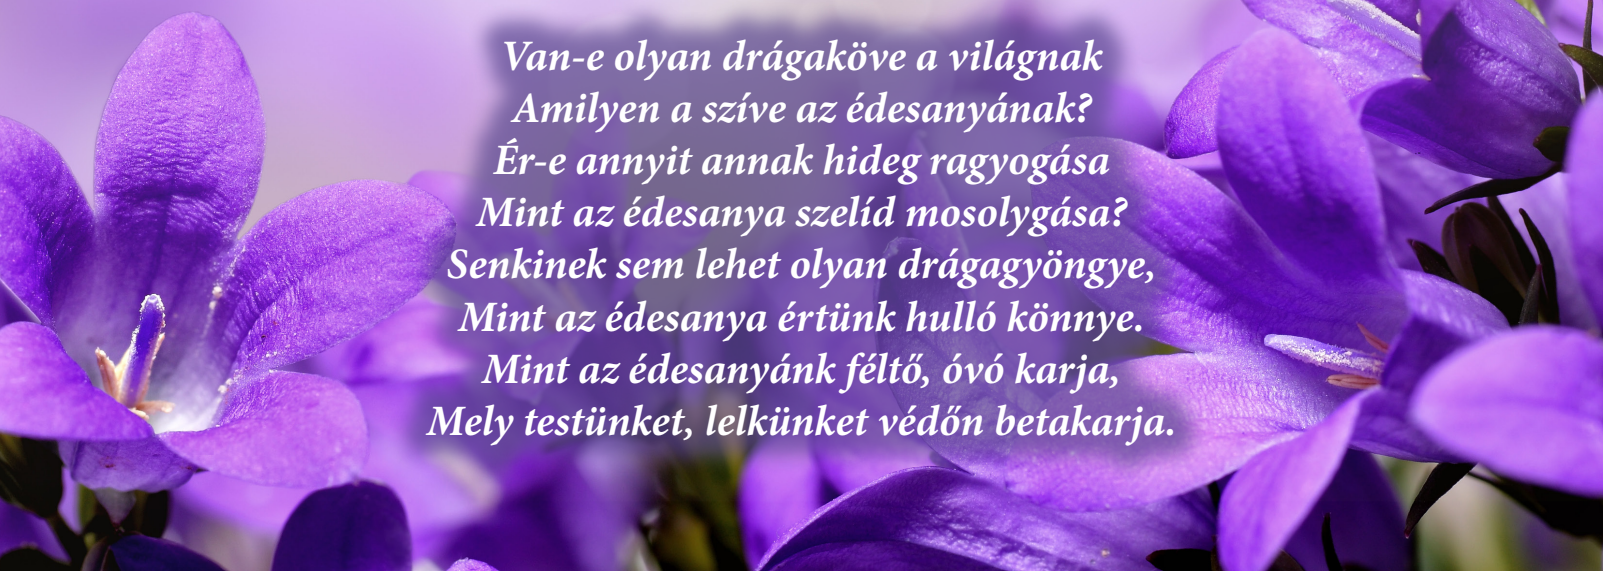 Van-e olyan drágaköve a világnak
Amilyen a szíve az édesanyának?
Ér-e annyit annak hideg ragyogása
Mint az édesanya szelíd mosolygása?
Senkinek sem lehet olyan drágagyöngye,
Mint az édesanya értünk hulló könnye.
Mint az édesanyánk féltő, óvó karja,
Mely testünket, lelkünket védőn betakarja.